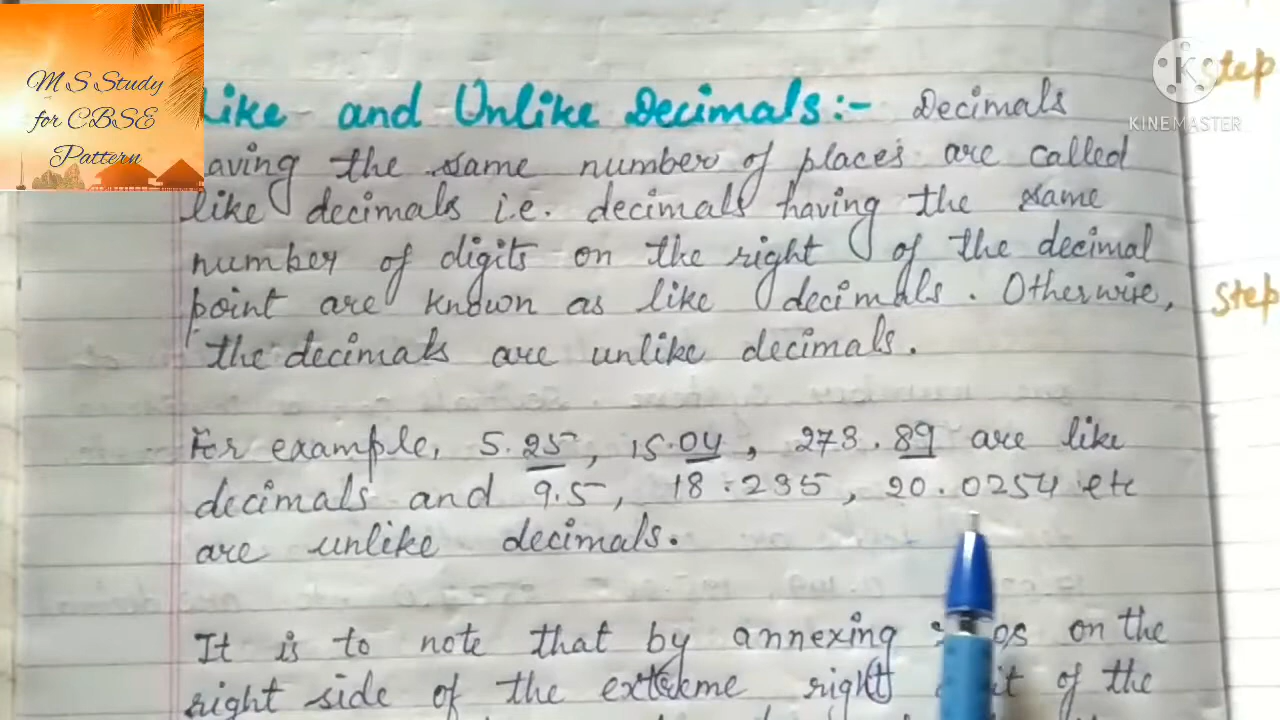 M S Study
for CBSE
Pattern
KINEMASTER
step
like and Unlike Decimals:- Decimals
aving the same number of places are called
like decimals i.e. decimals having the same
number of digits on the right of the decimal
point are known as like decimals. Otherwise,
step
the decimals are unlike decimals.
For example, 5.25, 15.04, 273.89 are like
decimals and 9.5, 18.235, 20.0254 etc
are unlike decimals.
It is to note that by annexing on the
right side of the extreme right of the